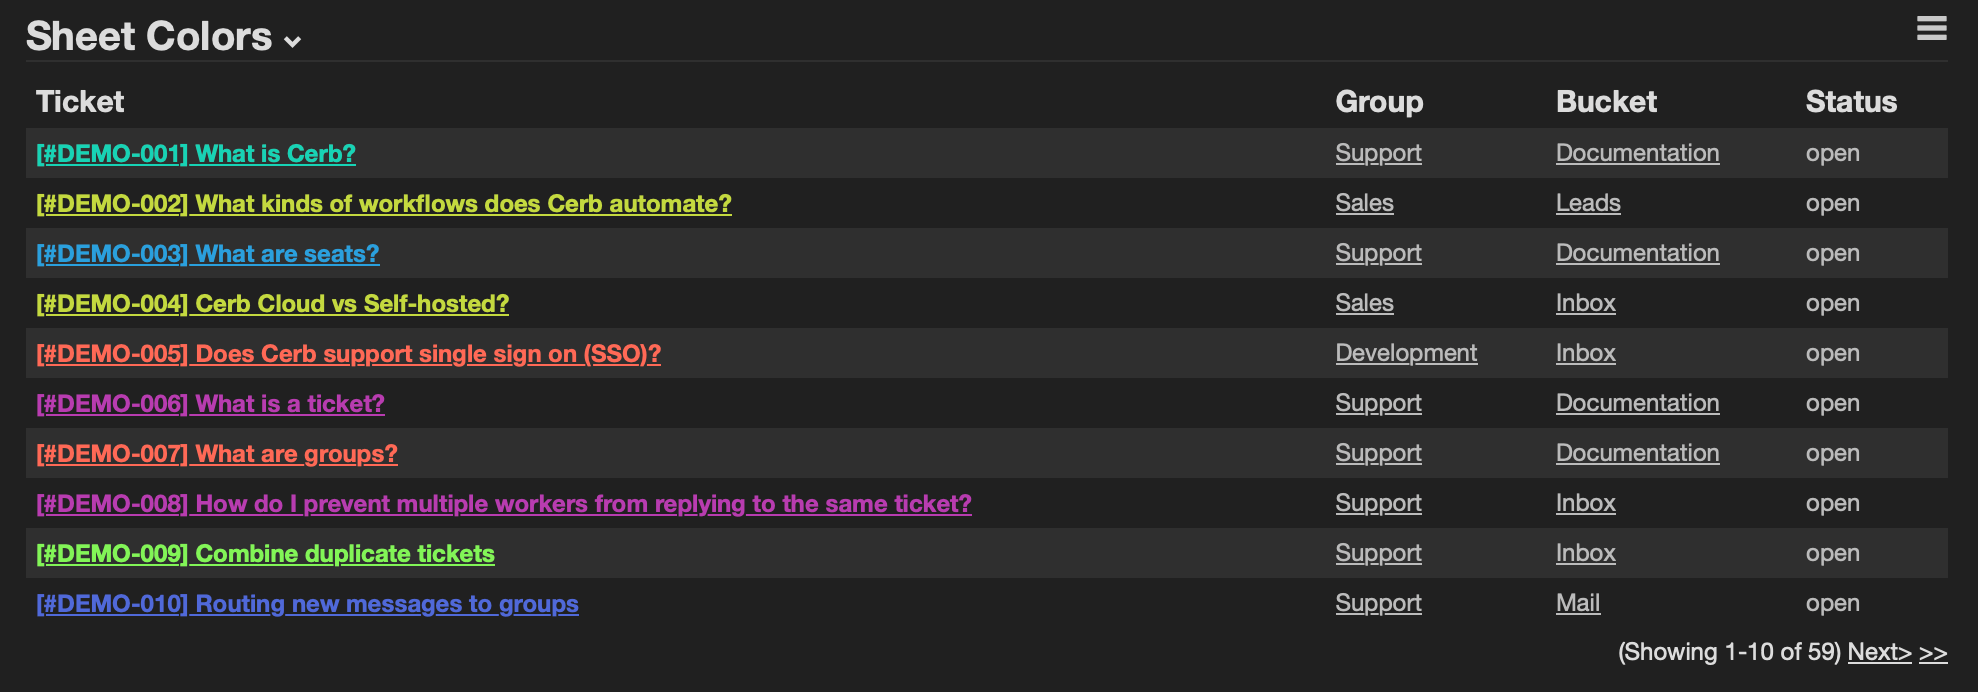 Sheet Colors
Ticket Group Bucket Status
[#DEMO-001] What is Cerb? Support Documentation open
[#DEMO-002] What kinds of workflows does Cerb automate? Sales Leads open
[#DEMO-003] What are seats? Support Documentation open
[#DEMO-004] Cerb Cloud vs Self-hosted? Sales Inbox open
[#DEMO-005] Does Cerb support single sign on (SSO)? Development Inbox open
[#DEMO-006] What is a ticket? Support Documentation open
[#DEMO-007] What are groups? Support Documentation open
[#DEMO-008] How do I prevent multiple workers from replying to the same ticket? Support Inbox open
[#DEMO-009] Combine duplicate tickets Support Inbox open
[#DEMO-010] Routing new messages to groups Support Mail open
(Showing 1-10 of 59) Next> >>